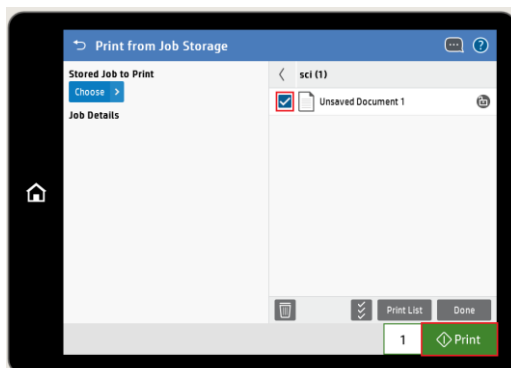 Print from Job Storage
Stored Job to Print
Choose
Job Details
sci (1)
Unsaved Document 1
Print List
Done
1
Print